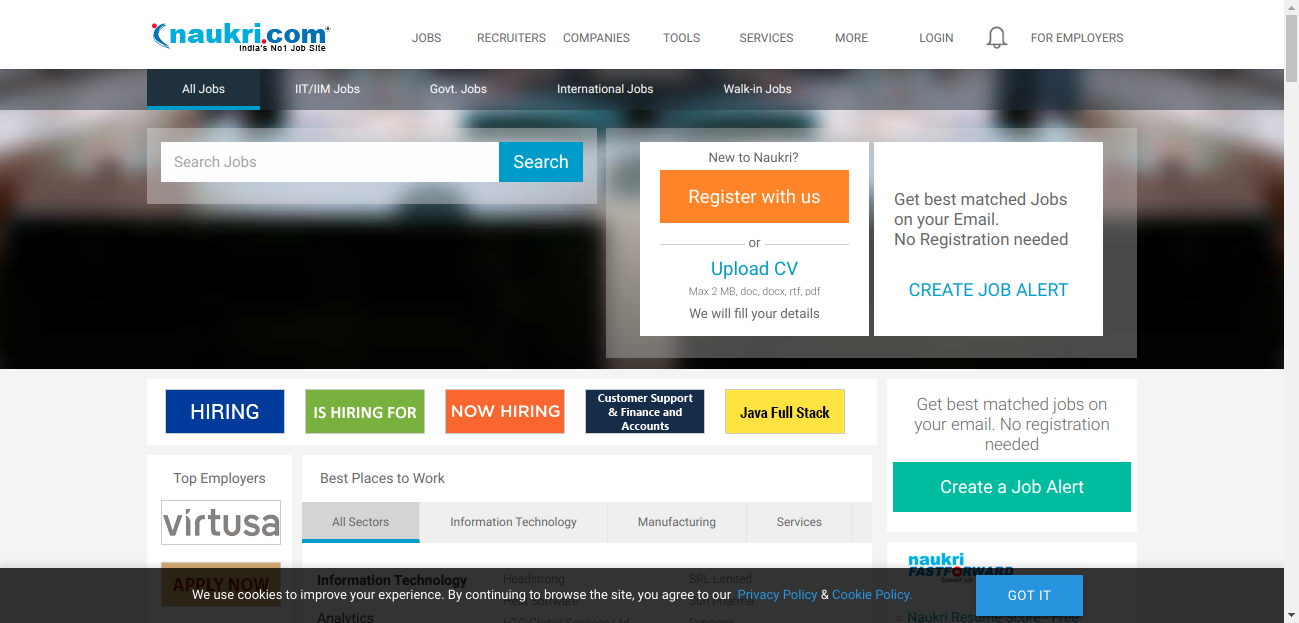 naukri.com
India's No1 Job Site
JOBS RECRUITERS COMPANIES TOOLS SERVICES MORE LOGIN FOR EMPLOYERS
All Jobs IIT/IIM Jobs Govt. Jobs International Jobs Walk-in Jobs
Search Jobs Search
New to Naukri?
Register with us
or
Upload CV
Max 2 MB, doc, docx, rtf, pdf
We will fill your details
Get best matched Jobs
on your Email.
No Registration needed
CREATE JOB ALERT
HIRING
IS HIRING FOR
NOW HIRING
Customer Support
& Finance and
Accounts
Java Full Stack
Get best matched jobs on
your email. No registration
needed
Create a Job Alert
Top Employers
virtusa
APPLY NOW
Best Places to Work
All Sectors Information Technology Manufacturing Services
Information Technology Headstrong SRL Limited
Analytics
naukri
FASTFORWARD
We use cookies to improve your experience. By continuing to browse the site, you agree to our Privacy Policy & Cookie Policy.
GOT IT
Naukri Resume Score - Free